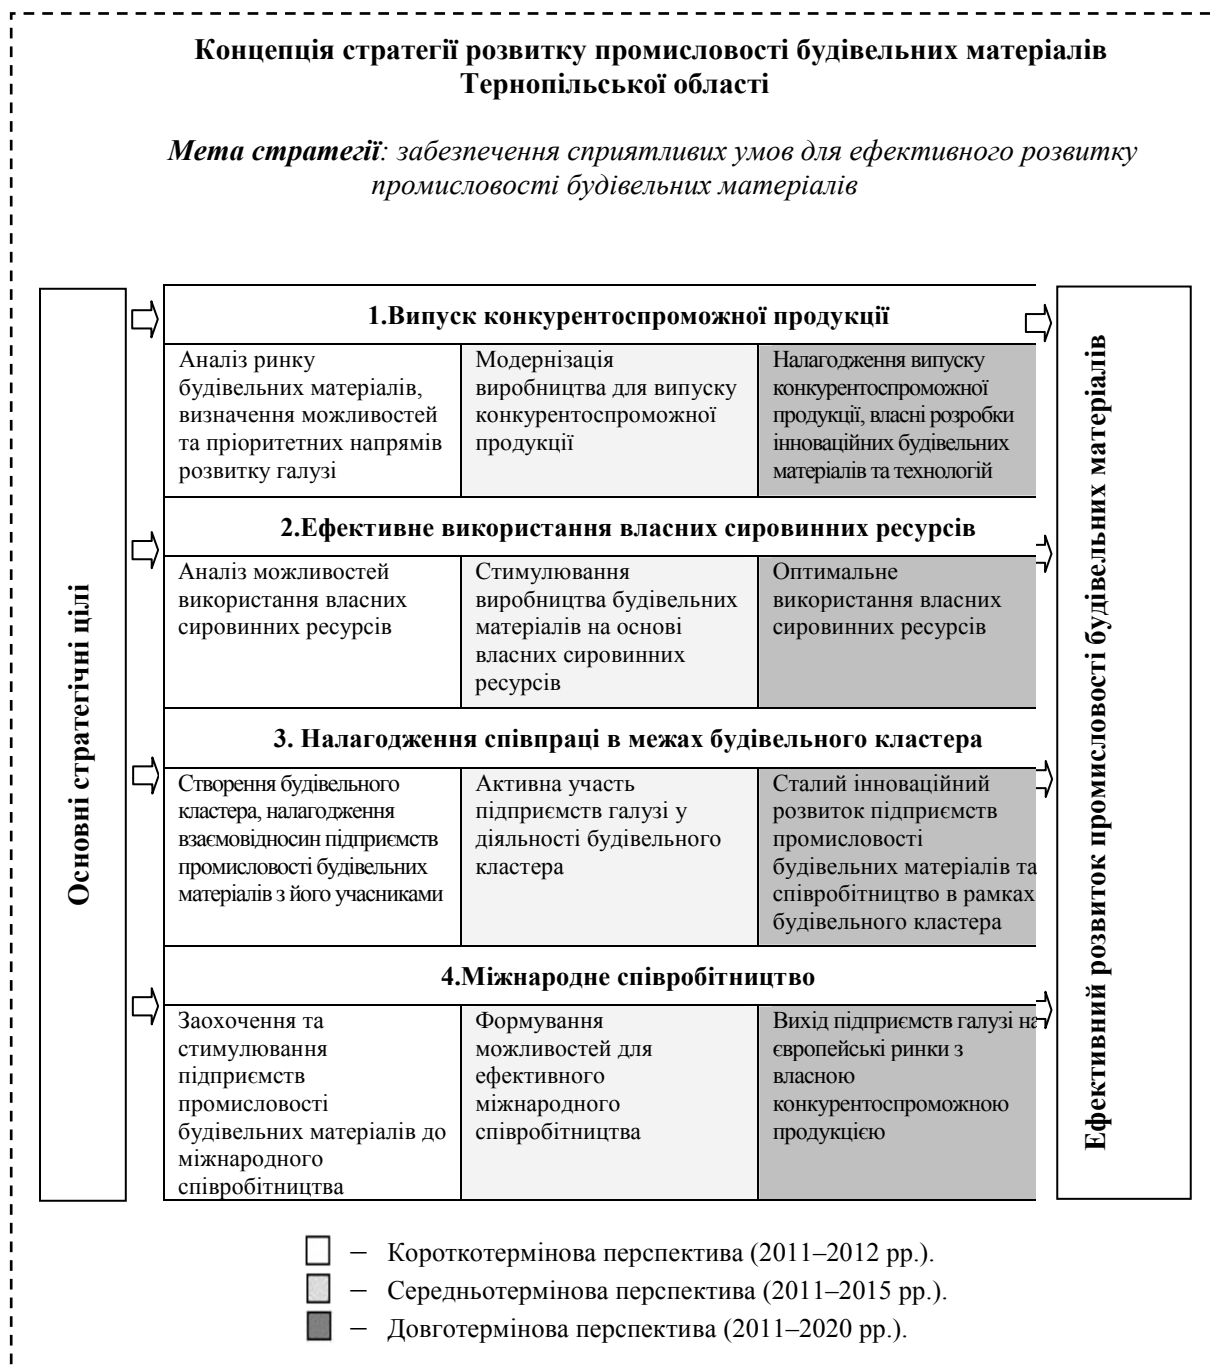 Концепція стратегії розвитку промисловості будівельних матеріалів
Тернопільської області
Мета стратегії: забезпечення сприятливих умов для ефективного розвитку
промисловості будівельних матеріалів
Основні стратегічні цілі
1.Випуск конкурентоспроможної продукції
Аналіз ринку
будівельних матеріалів,
визначення можливостей
та пріоритетних напрямів
розвитку галузі
Модернізація
виробництва для випуску
конкурентоспроможної
продукції
Налагодження випуску
конкурентоспроможної
продукції, власні розробки
інноваційних будівельних
матеріалів та технологій
2.Ефективне використання власних сировинних ресурсів
Аналіз можливостей
використання власних
сировинних ресурсів
Стимулювання
виробництва будівельних
матеріалів на основі
власних сировинних
ресурсів
Оптимальне
використання власних
сировинних ресурсів
3. Налагодження співпраці в межах будівельного кластера
Створення будівельного
кластера, налагодження
взаємовідносин підприємств
промисловості будівельних
матеріалів з його учасниками
Активна участь
підприємств галузі у
діяльності будівельного
кластера
Сталий інноваційний
розвиток підприємств
промисловості
будівельних матеріалів та
співробітництво в рамках
будівельного кластера
4.Міжнародне співробітництво
Заохочення та
стимулювання
підприємств
промисловості
будівельних матеріалів до
міжнародного
співробітництва
Формування
можливостей для
ефективного
міжнародного
співробітництва
Вихід підприємств галузі на
європейські ринки з
власною
конкурентоспроможною
продукцією
Ефективний розвиток промисловості будівельних матеріалів
– Короткотермінова перспектива (2011–2012 рр.).
– Середньотермінова перспектива (2011–2015 рр.).
– Довготермінова перспектива (2011–2020 рр.).